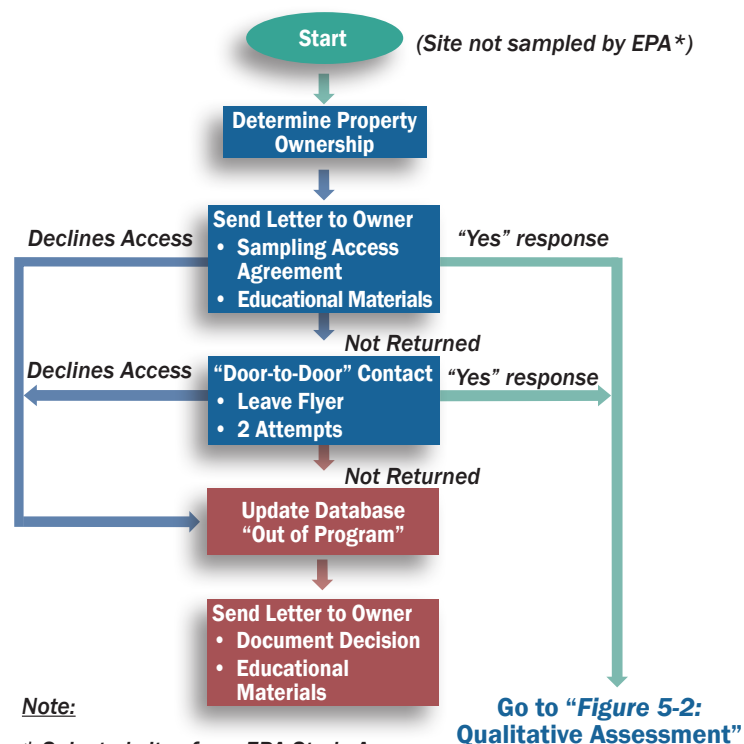 Start
(Site not sampled by EPA*)
Determine Property
Ownership
Send Letter to Owner
• Sampling Access
Agreement
• Educational Materials
Declines Access
“Yes” response
Not Returned
“Door-to-Door” Contact
• Leave Flyer
• 2 Attempts
Declines Access
“Yes” response
Not Returned
Update Database
“Out of Program”
Send Letter to Owner
• Document Decision
• Educational
Materials
Note:
Go to “Figure 5-2:
Qualitative Assessment”